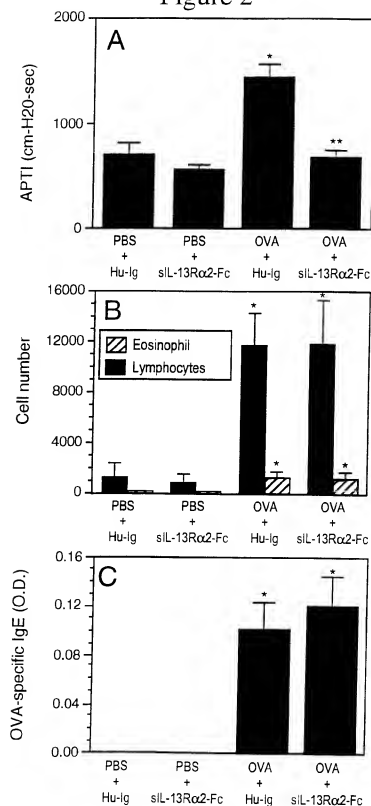 Figure 2
A
APTI (cm-H20-sec)
2000
1000
0
*
**
PBS PBS OVA OVA
+ + + +
Hu-Ig sIL-13Rα2-Fc Hu-Ig sIL-13Rα2-Fc
B
Cell number
16000
12000
8000
4000
0
Eosinophil
Lymphocytes
* *
* *
PBS PBS OVA OVA
+ + + +
Hu-Ig sIL-13Rα2-Fc Hu-Ig sIL-13Rα2-Fc
C
OVA-specific IgE (O.D.)
0.16
0.12
0.08
0.04
0.00
* *
PBS PBS OVA OVA
+ + + +
Hu-Ig sIL-13Rα2-Fc Hu-Ig sIL-13Rα2-Fc